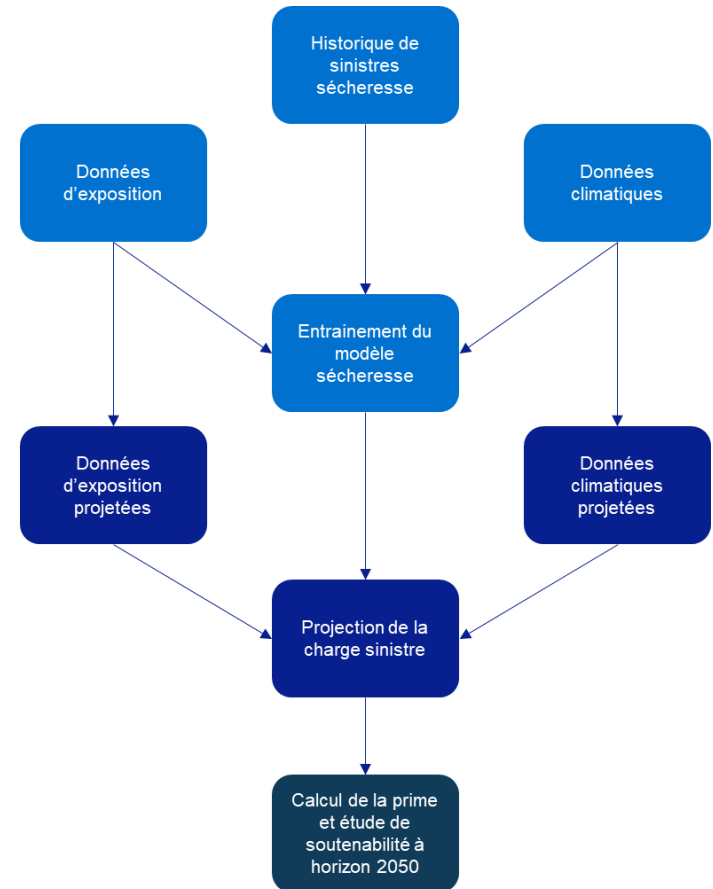 Historique de
sinistres
sécheresse
Données
d’exposition
Données
climatiques
Entrainement du
modèle
sécheresse
Données
d’exposition
projetées
Données
climatiques
projetées
Projection de la
charge sinistre
Calcul de la prime
et étude de
soutenabilité à
horizon 2050